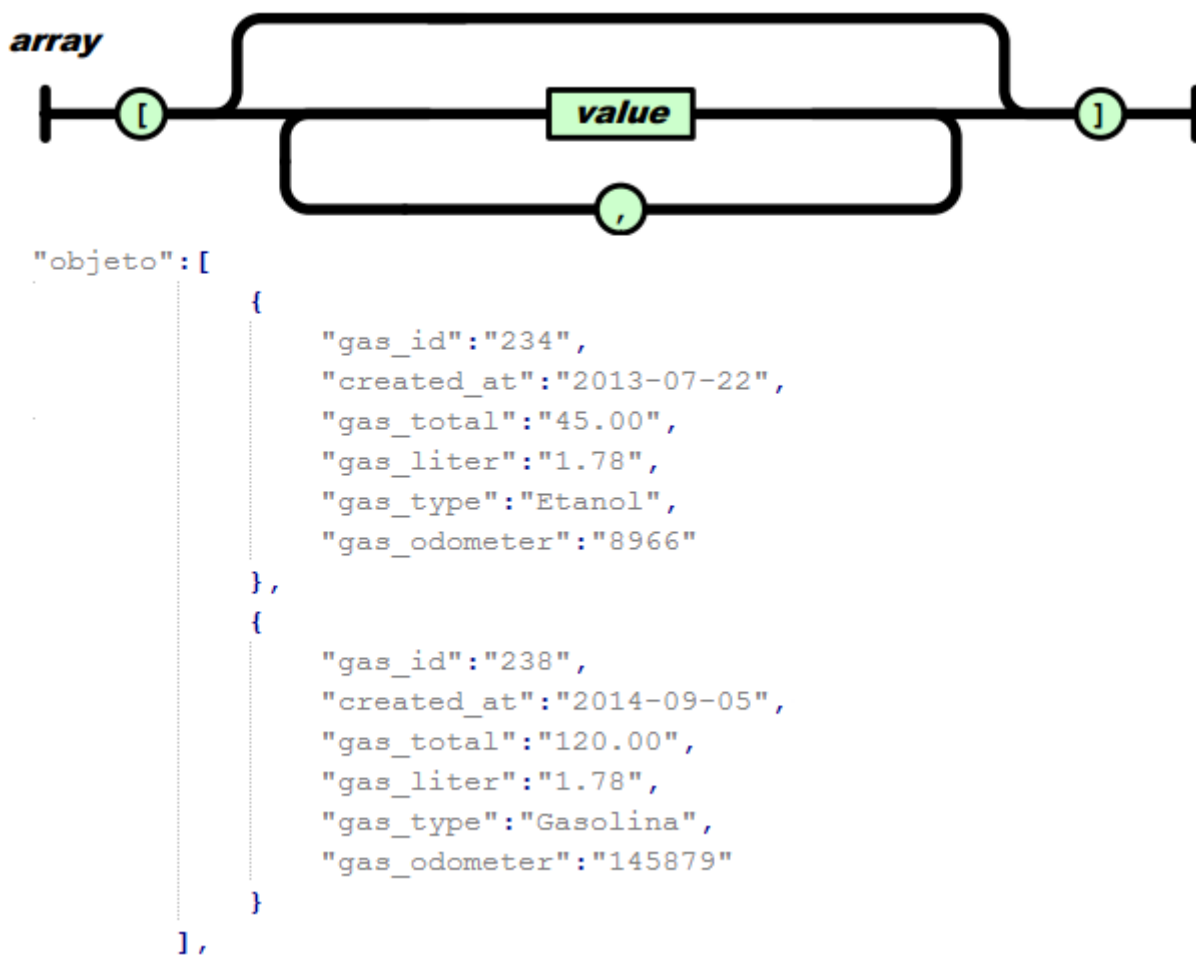 array
[ value ]
,
"objeto":[
{
"gas_id":"234",
"created_at":"2013-07-22",
"gas_total":"45.00",
"gas_liter":"1.78",
"gas_type":"Etanol",
"gas_odometer":"8966"
},
{
"gas_id":"238",
"created_at":"2014-09-05",
"gas_total":"120.00",
"gas_liter":"1.78",
"gas_type":"Gasolina",
"gas_odometer":"145879"
}
],